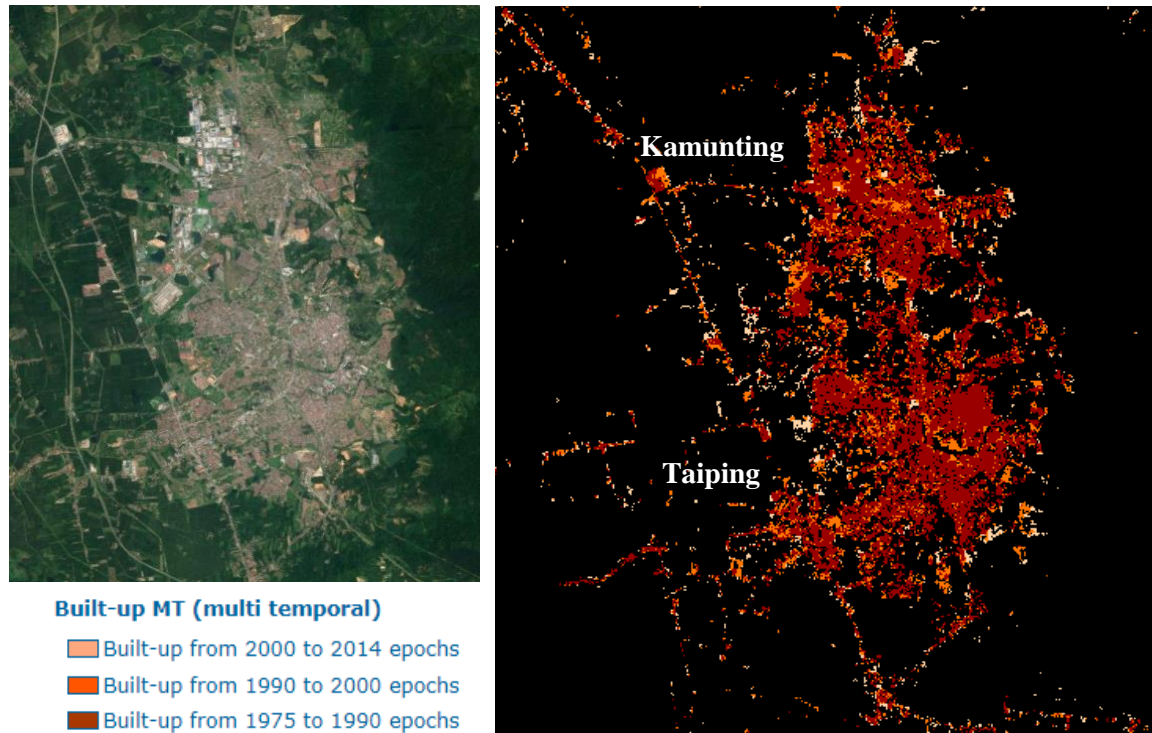 Kamunting
Taiping
Built-up MT (multi temporal)
Built-up from 2000 to 2014 epochs
Built-up from 1990 to 2000 epochs
Built-up from 1975 to 1990 epochs